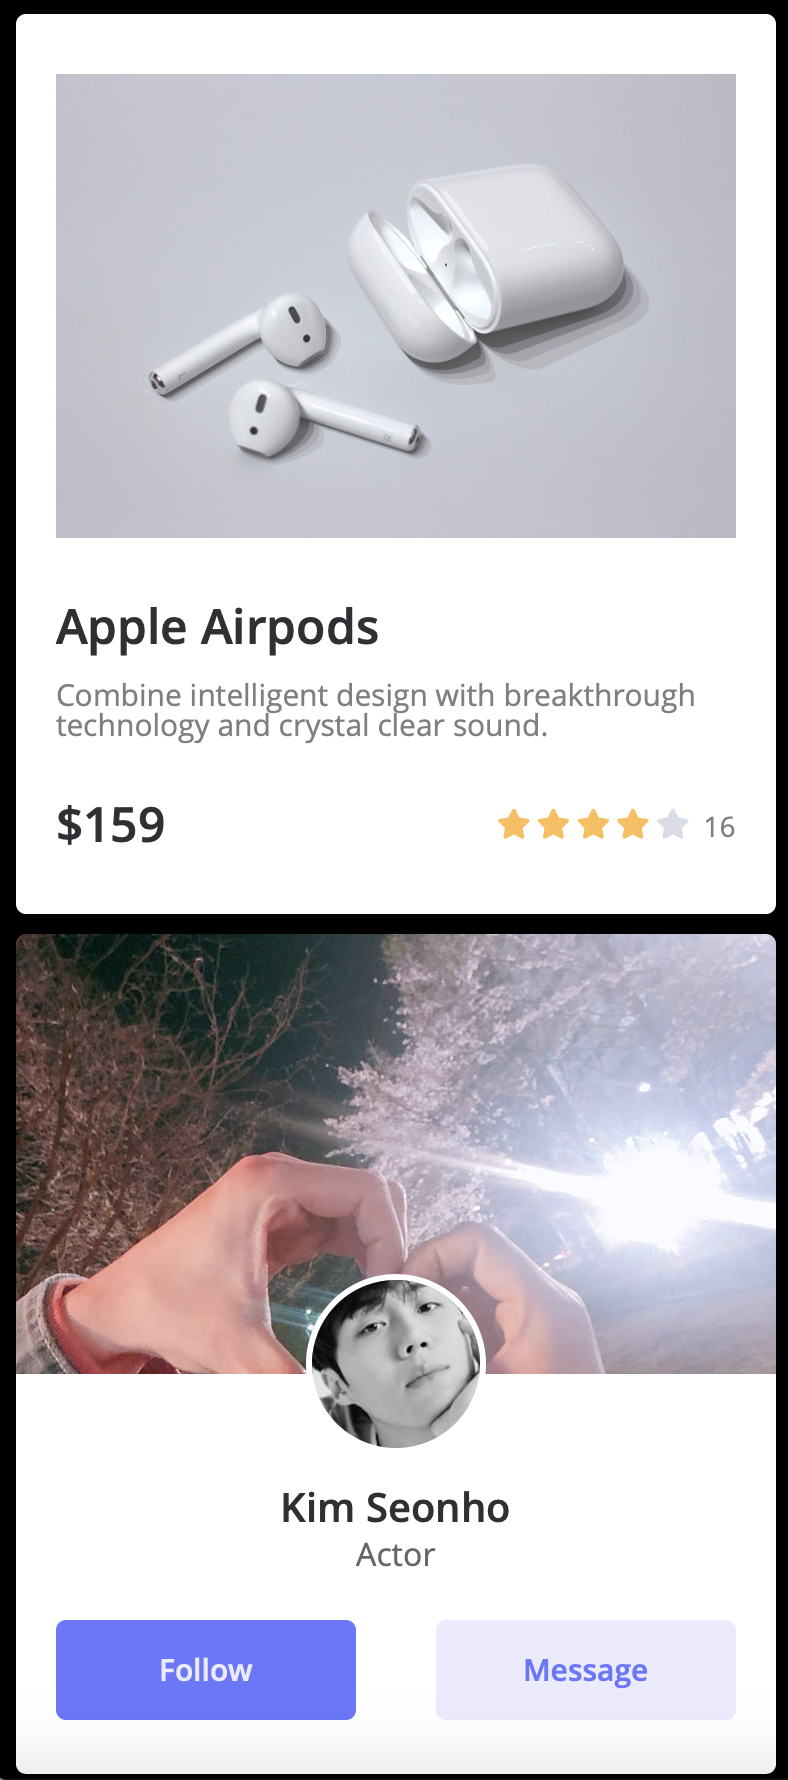 Apple Airpods
Combine intelligent design with breakthrough
technology and crystal clear sound.
$159
16
Kim Seonho
Actor
Follow
Message